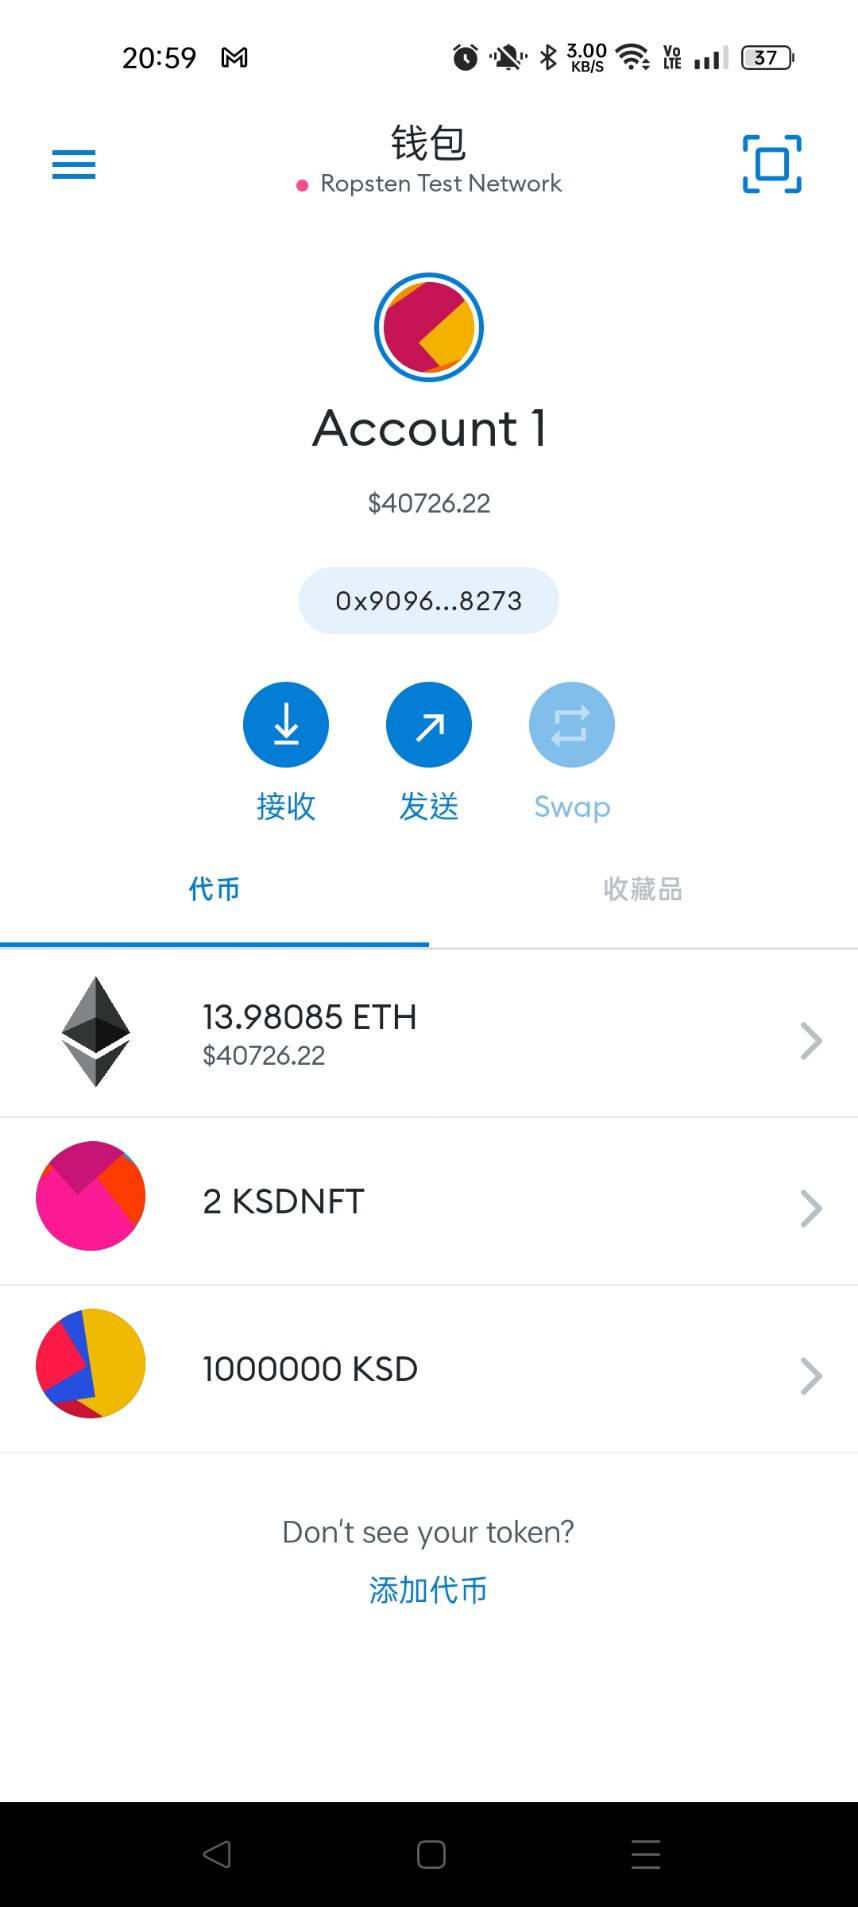 20:59
3.00
KB/S
Vo
LTE
37
钱包
Ropsten Test Network
Account 1
$40726.22
0x9096...8273
接收
发送
Swap
代币
收藏品
13.98085 ETH
$40726.22
2 KSDNFT
1000000 KSD
Don't see your token?
添加代币